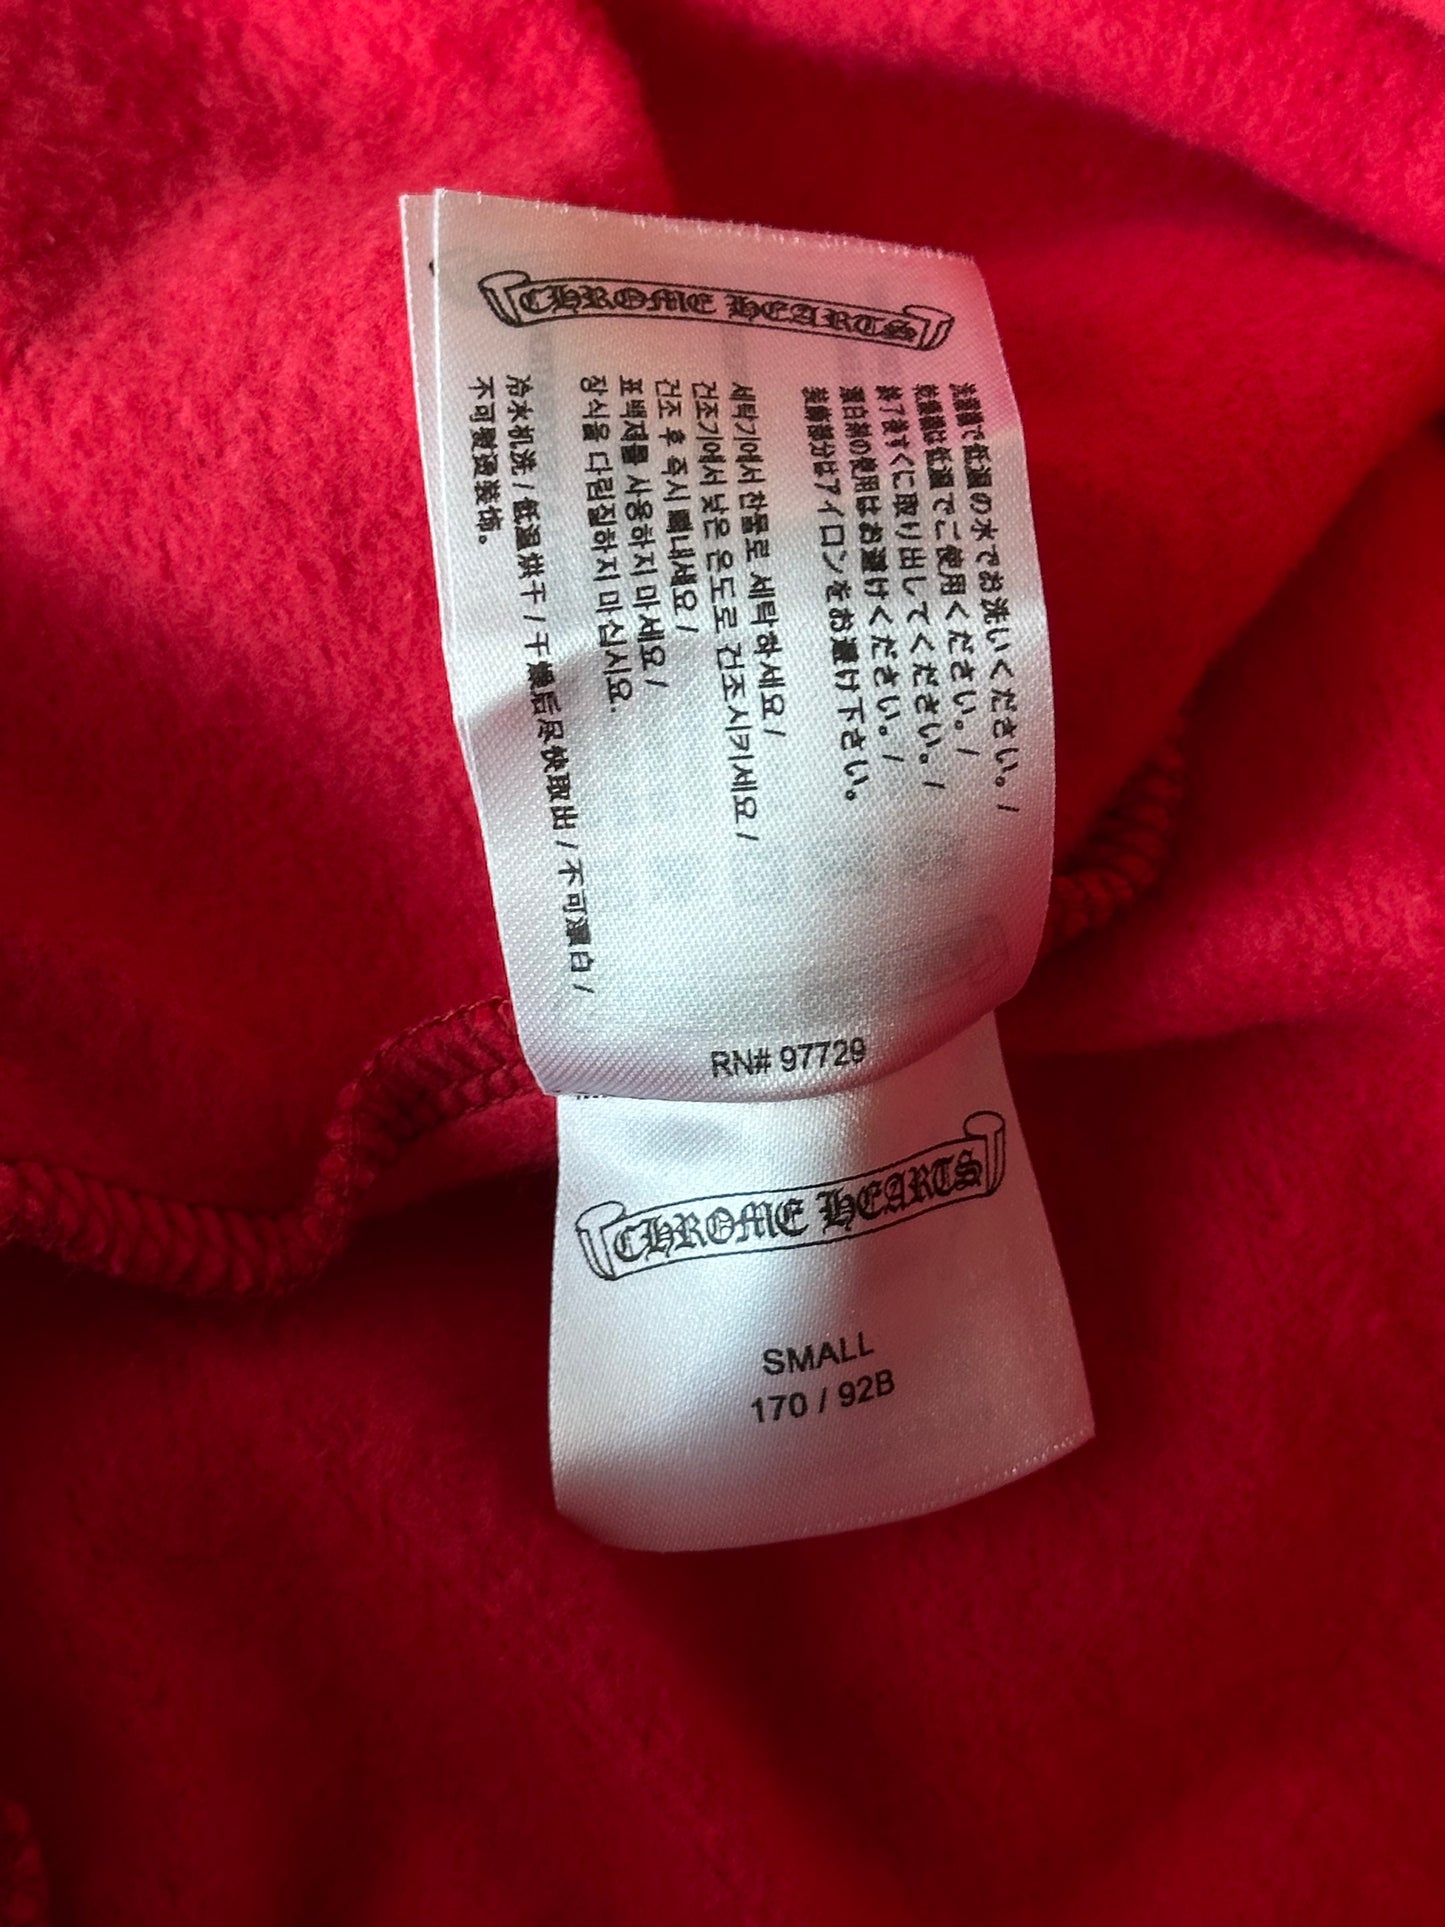 CHROME HEARTS
洗濯機で低温の水でお洗いください。/
乾燥機は低温でご使用ください。/
終了後すぐに取り出してください。/
蛋白剤の使用はお避けください。/
装飾部分はアイロンをお避け下さい。
세탁기에서 찬물로 세탁하세요 /
건조기에서 낮은 온도로 건조시키세요 /
건조 후 즉시 빼내세요 /
표백제를 사용하지 마세요 /
장식을 다림질하지 마십시요.
冷水机洗 / 低温烘干 / 干燥后尽快取出 / 不可漂白 /
不可熨烫装饰。
RN# 97729
CHROME HEARTS
SMALL
170 / 92B